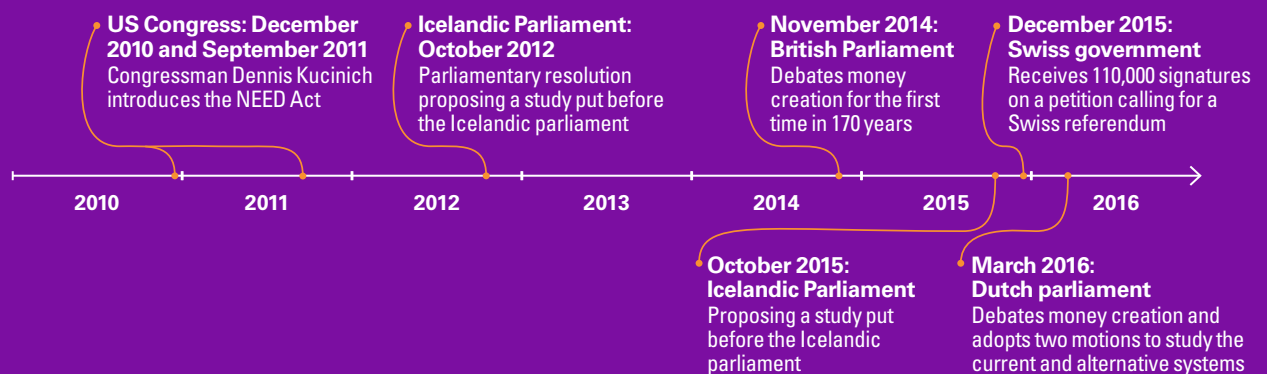 US Congress: December
2010 and September 2011
Congressman Dennis Kucinich
introduces the NEED Act
Icelandic Parliament:
October 2012
Parliamentary resolution
proposing a study put before
the Icelandic parliament
November 2014:
British Parliament
Debates money
creation for the first
time in 170 years
December 2015:
Swiss government
Receives 110,000 signatures
on a petition calling for a
Swiss referendum
2010
2011
2012
2013
2014
2015
2016
October 2015:
Icelandic Parliament
Proposing a study put
before the Icelandic
parliament
March 2016:
Dutch parliament
Debates money creation and
adopts two motions to study the
current and alternative systems